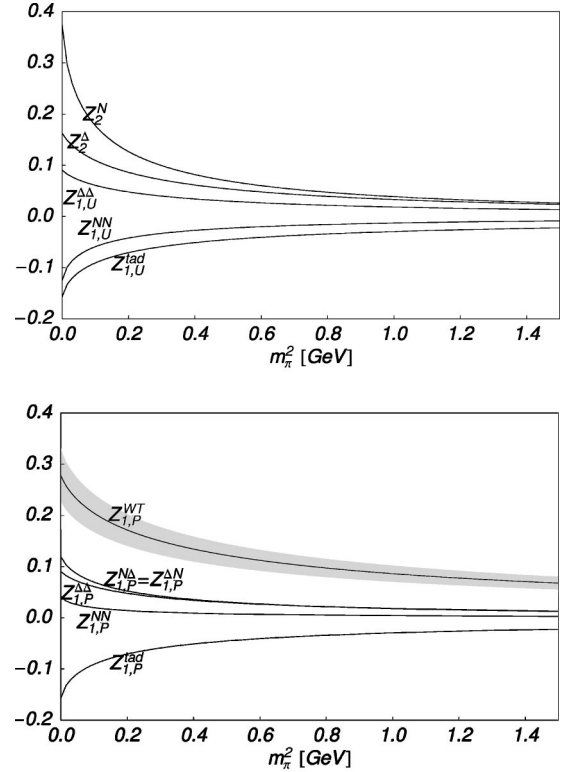 0.4
0.3
0.2
0.1
0.0
−0.1
−0.2
Z_2^N
Z_2^Δ
Z_{1,U}^{ΔΔ}
Z_{1,U}^{NN}
Z_{1,U}^{tad}
0.0 0.2 0.4 0.6 0.8 1.0 1.2 1.4
m_π^2 [GeV]
0.4
0.3
0.2
0.1
0.0
−0.1
−0.2
Z_{1,P}^{WT}
Z_{1,P}^{NΔ}=Z_{1,P}^{ΔN}
Z_{1,P}^{ΔΔ}
Z_{1,P}^{NN}
Z_{1,P}^{tad}
0.0 0.2 0.4 0.6 0.8 1.0 1.2 1.4
m_π^2 [GeV]